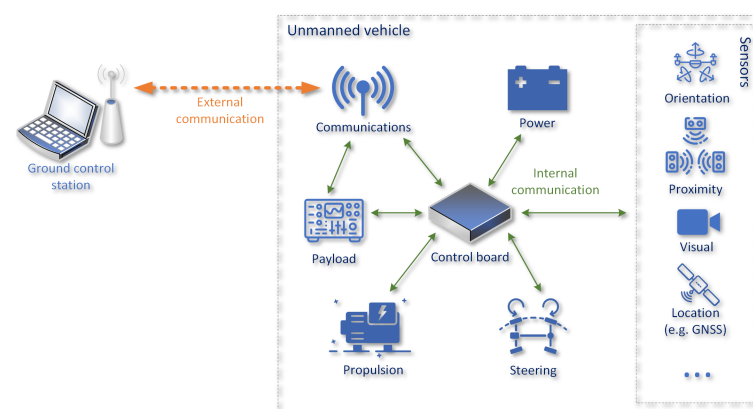 Unmanned vehicle
Sensors
External
communication
Ground control
station
Communications
Power
Internal
communication
Payload
Control board
Propulsion
Steering
Orientation
Proximity
Visual
Location
(e.g. GNSS)
...